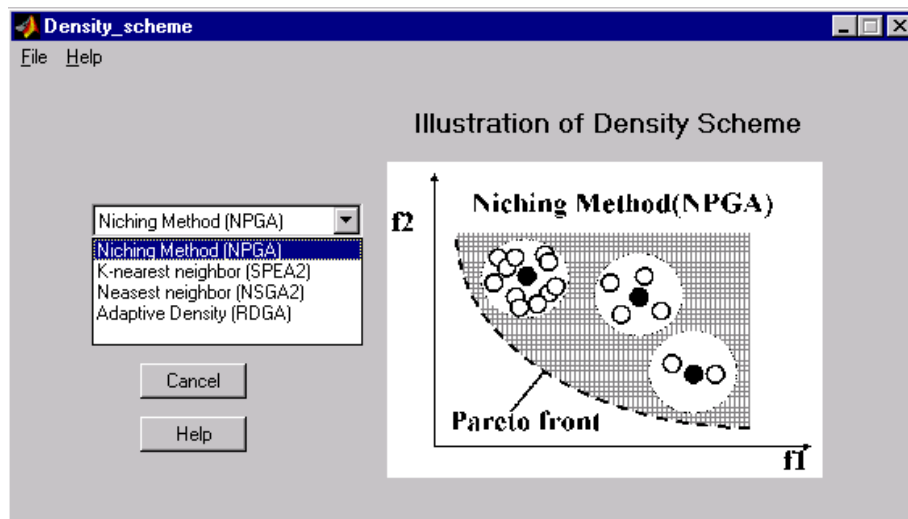 Density_scheme
File Help
Illustration of Density Scheme
Niching Method (NPGA)
Niching Method (NPGA)
K-nearest neighbor (SPEA2)
Neasest neighbor (NSGA2)
Adaptive Density (RDGA)
Cancel
Help
Niching Method(NPGA)
f2
Pareto front
f1